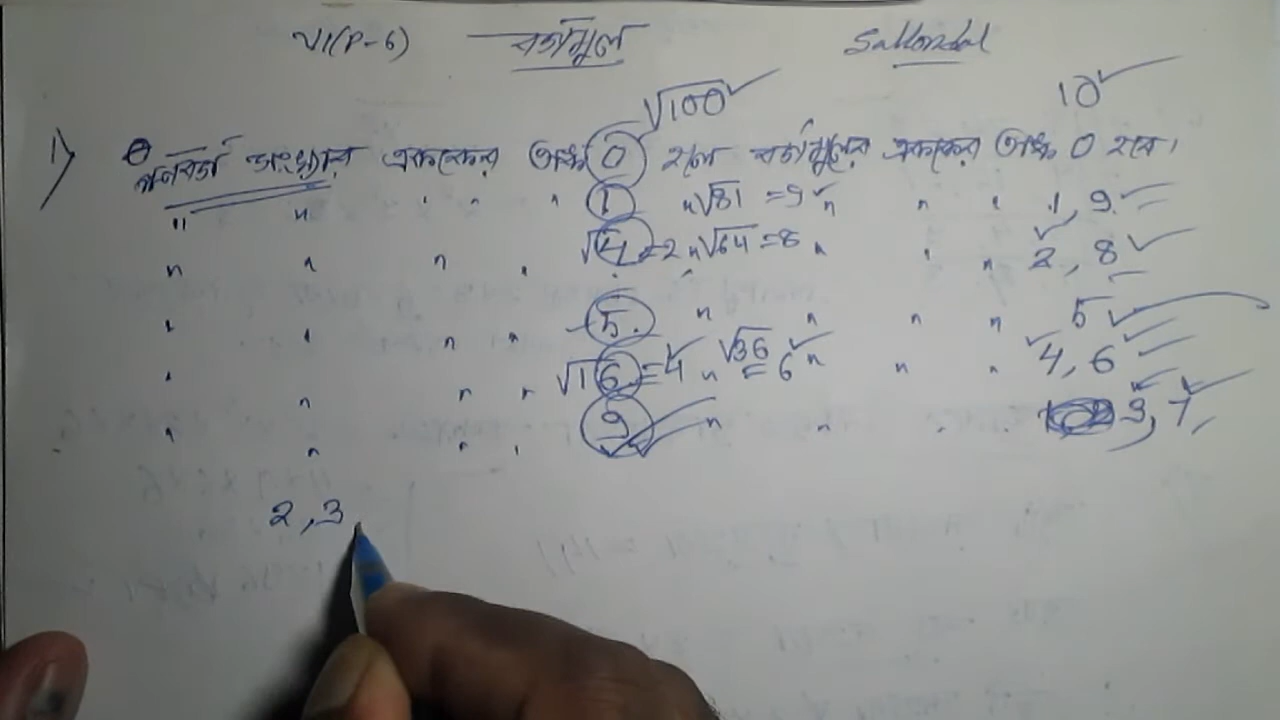 VI (P-6) বর্গমূল
√100 10
1) পূর্ণবর্গ সংখ্যার এককের অঙ্ক 0 হলে বর্গমূলের এককের অঙ্ক 0 হবে।
" " " " " 1 " √81 = 9 " " " 1, 9
" " " " √4 = 2 " √64 = 8 " " " 2, 8
" " " " 5 " " " " 5
" " " " √16 = 4 " √36 = 6 " " " 4, 6
" " " " 9 " " " " 3, 7
2, 3